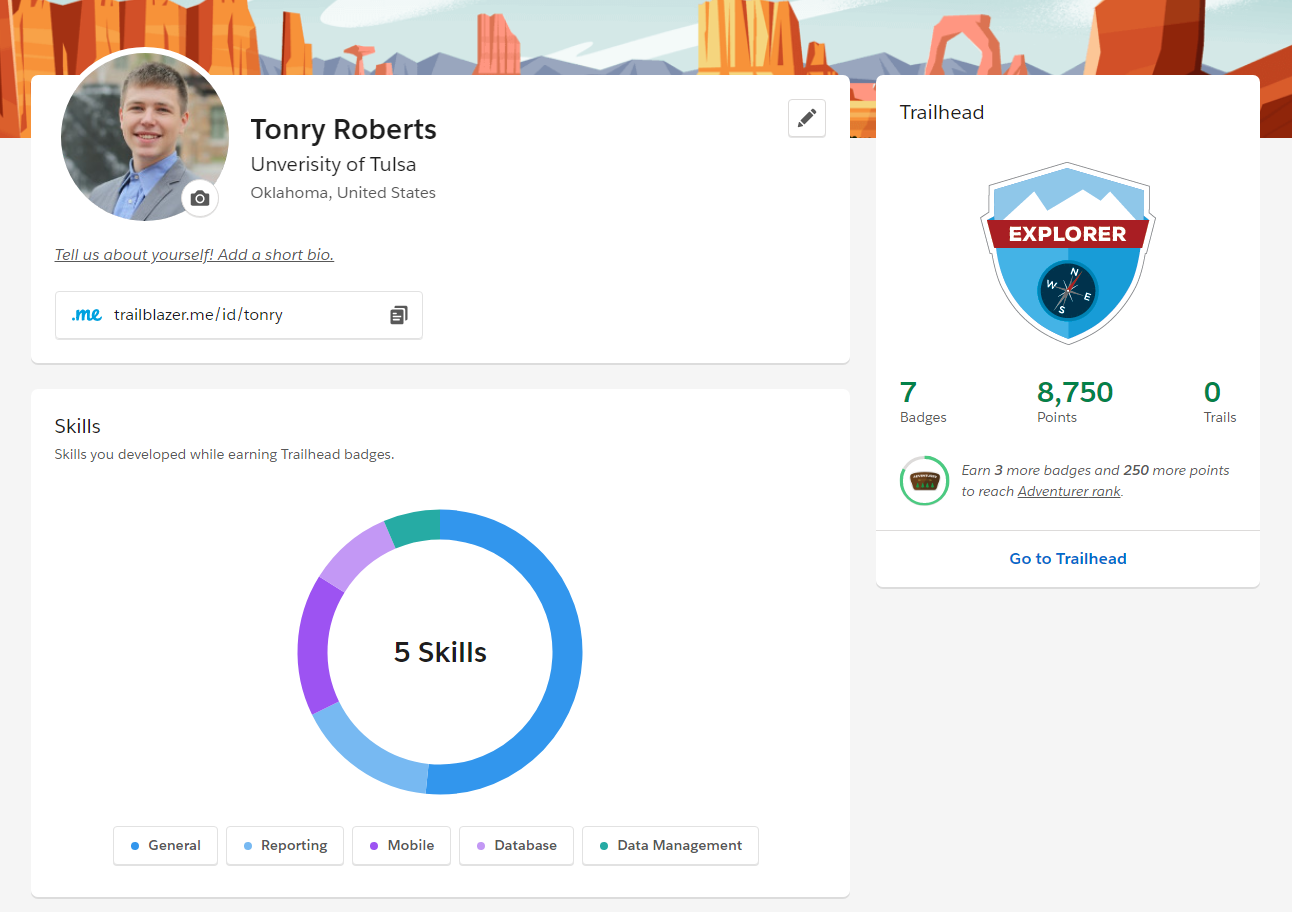 Tonry Roberts
Unverisity of Tulsa
Oklahoma, United States
Tell us about yourself! Add a short bio.
.me trailblazer.me/id/tonry
Skills
Skills you developed while earning Trailhead badges.
5 Skills
General Reporting Mobile Database Data Management
Trailhead
EXPLORER
N
W E
S
7 8,750 0
Badges Points Trails
ADVENTURER
Earn 3 more badges and 250 more points
to reach Adventurer rank.
Go to Trailhead